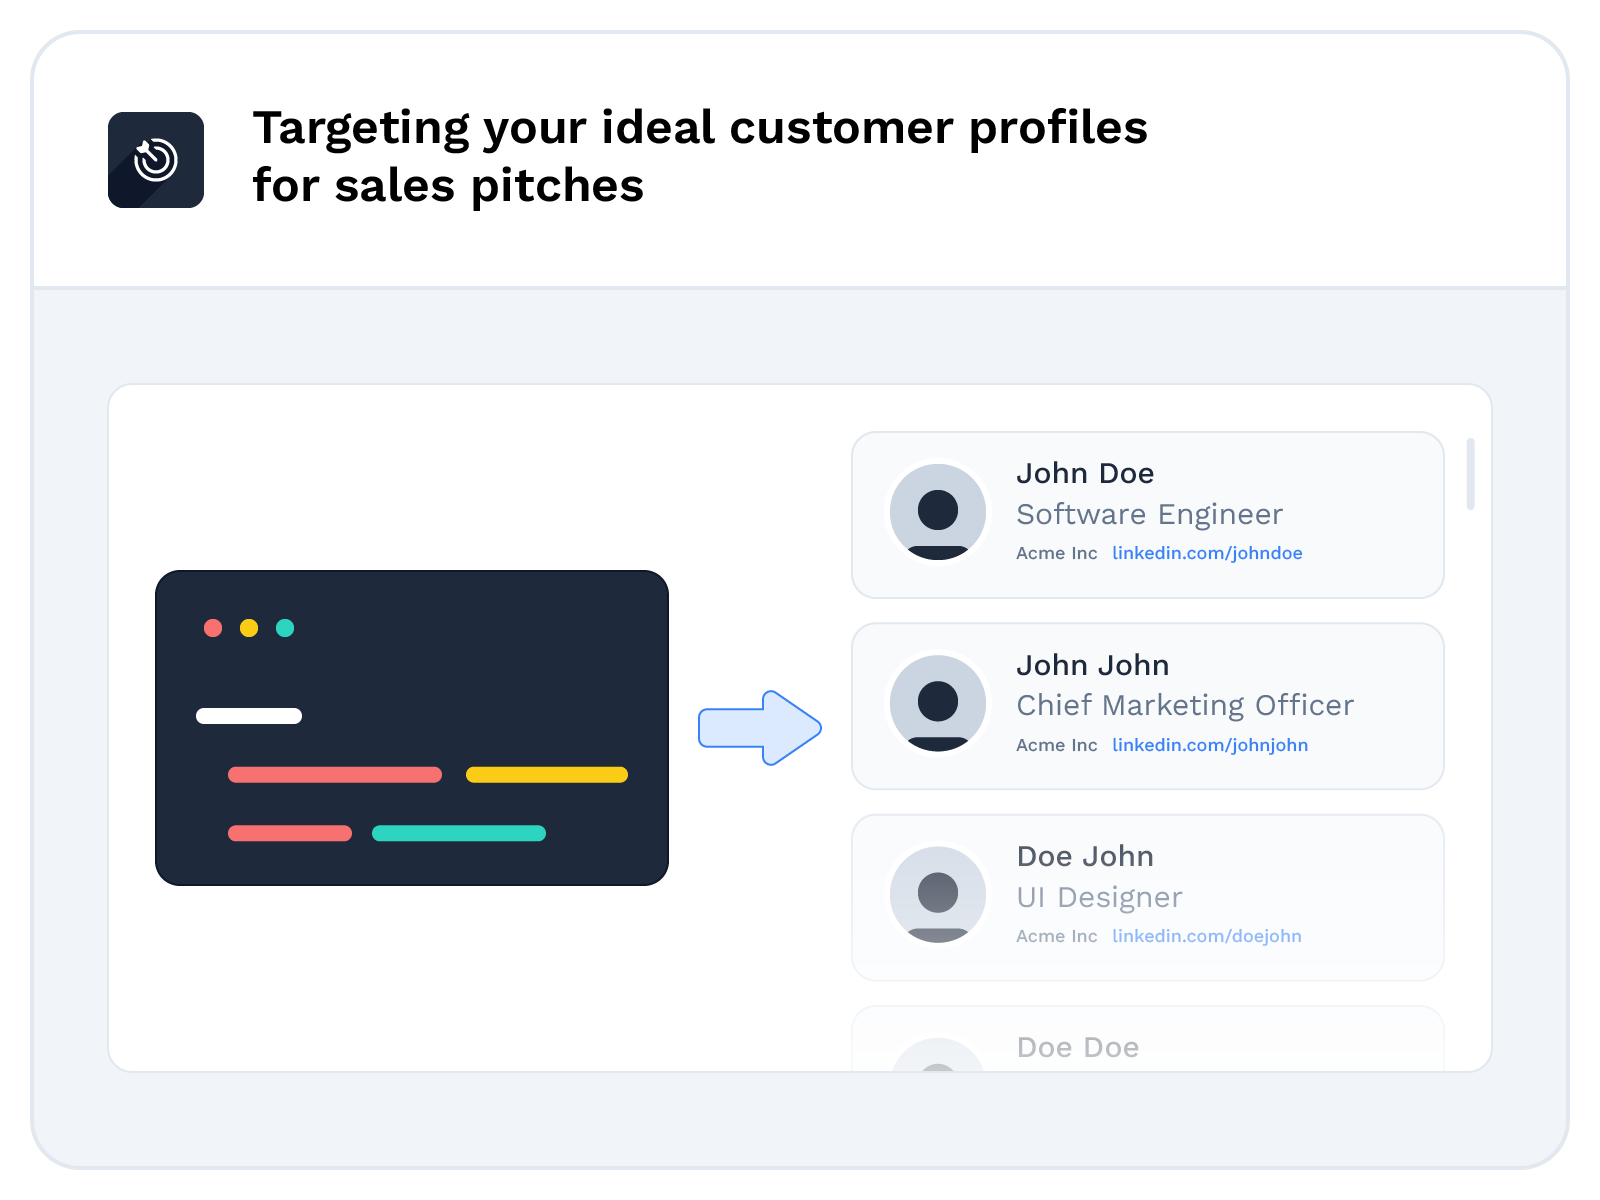 Targeting your ideal customer profiles
for sales pitches
John Doe
Software Engineer
Acme Inc linkedin.com/johndoe
John John
Chief Marketing Officer
Acme Inc linkedin.com/johnjohn
Doe John
UI Designer
Acme Inc linkedin.com/doejohn
Doe Doe